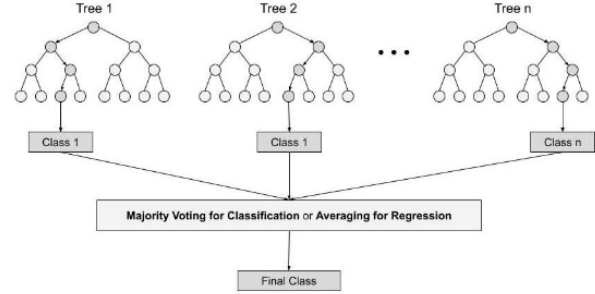 Tree 1
Tree 2
Tree n
Class 1
Class 1
Class n
Majority Voting for Classification or Averaging for Regression
Final Class